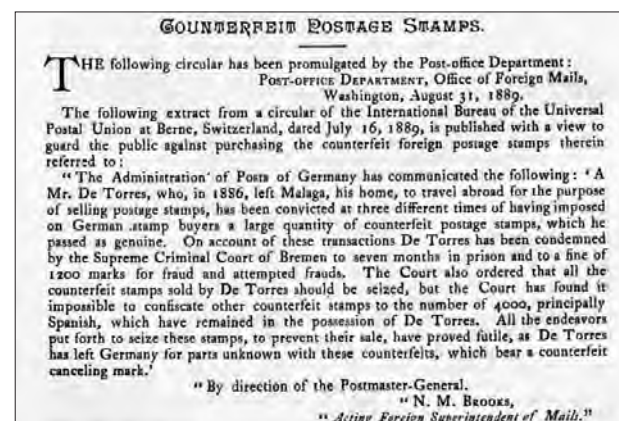 COUNTERFEIT POSTAGE STAMPS.
THE following circular has been promulgated by the Post-office Department:
POST-OFFICE DEPARTMENT, Office of Foreign Mails,
Washington, August 31, 1889.
The following extract from a circular of the International Bureau of the Universal
Postal Union at Berne, Switzerland, dared July 16, 1889, is published with a view to
guard the public against purchasing the counterfeit foreign postage stamps therein
referred to:
"The Administration of Posts of Germany has communicated the following: 'A
Mr. De Torres, who, in 1886, left Malaga, his home, to travel abroad for the purpose
of selling postage stamps, has been convicted at three different times of having imposed
on German stamp buyers a large quantity of counterfeit postage stamps, which he
passed as genuine. On account of these transactions De Torres has been condemned
by the Supreme Criminal Court of Bremen to seven months in prison and to a fine of
1200 marks for fraud and attempted frauds. The Court also ordered that all the
counterfeit stamps sold by De Torres should be seized, but the Court has found it
impossible to confiscate other counterfeit stamps to the number of 4000, principally
Spanish, which have remained in the possession of De Torres. All the endeavors
put forth to seize these stamps, to prevent their sale, have proved futile, as De Torres
has left Germany for parts unknown with these counterfeits, which bear a counterfeit
canceling mark.'
"By direction of the Postmaster-General.
"N. M. BROOKS,
"Acting Foreign Superintendent of Mails."